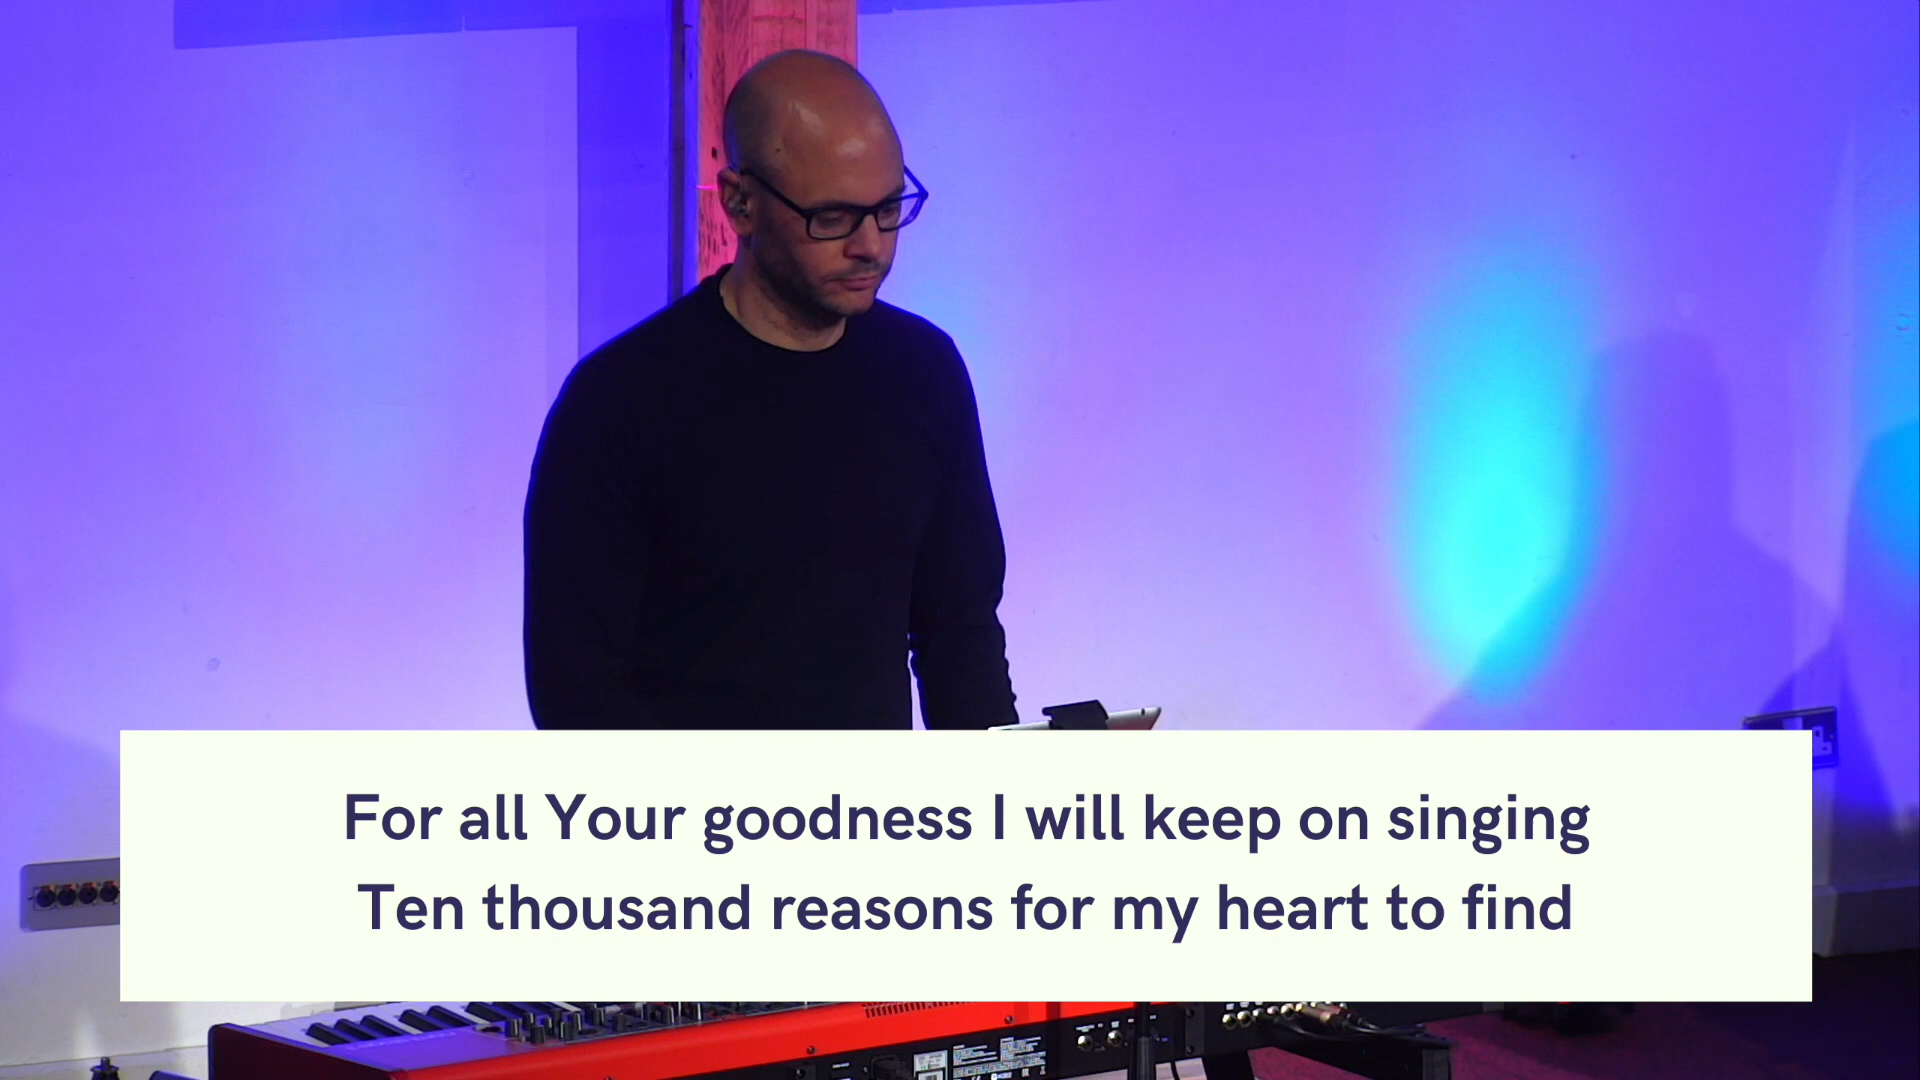 For all Your goodness I will keep on singing
Ten thousand reasons for my heart to find